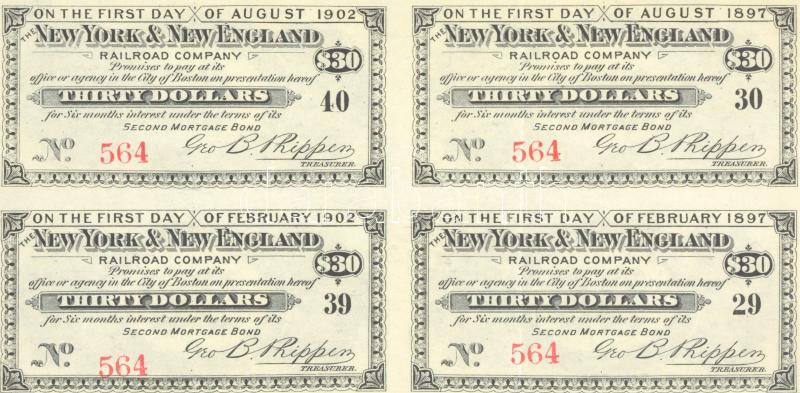 ON THE FIRST DAY OF AUGUST 1902
THE NEW YORK & NEW ENGLAND
RAILROAD COMPANY $30
Promises to pay at its
office or agency in the City of Boston on presentation hereof
THIRTY DOLLARS 40
for Six months interest under the terms of its
SECOND MORTGAGE BOND
No. 564 Geo B. Phippen
TREASURER.
ON THE FIRST DAY OF AUGUST 1897
THE NEW YORK & NEW ENGLAND
RAILROAD COMPANY $30
Promises to pay at its
office or agency in the City of Boston on presentation hereof
THIRTY DOLLARS 30
for Six months interest under the terms of its
SECOND MORTGAGE BOND
No. 564 Geo B. Phippen
TREASURER.
ON THE FIRST DAY OF FEBRUARY 1902
THE NEW YORK & NEW ENGLAND
RAILROAD COMPANY $30
Promises to pay at its
office or agency in the City of Boston on presentation hereof
THIRTY DOLLARS 39
for Six months interest under the terms of its
SECOND MORTGAGE BOND
No. 564 Geo B. Phippen
TREASURER.
ON THE FIRST DAY OF FEBRUARY 1897
THE NEW YORK & NEW ENGLAND
RAILROAD COMPANY $30
Promises to pay at its
office or agency in the City of Boston on presentation hereof
THIRTY DOLLARS 29
for Six months interest under the terms of its
SECOND MORTGAGE BOND
No. 564 Geo B. Phippen
TREASURER.